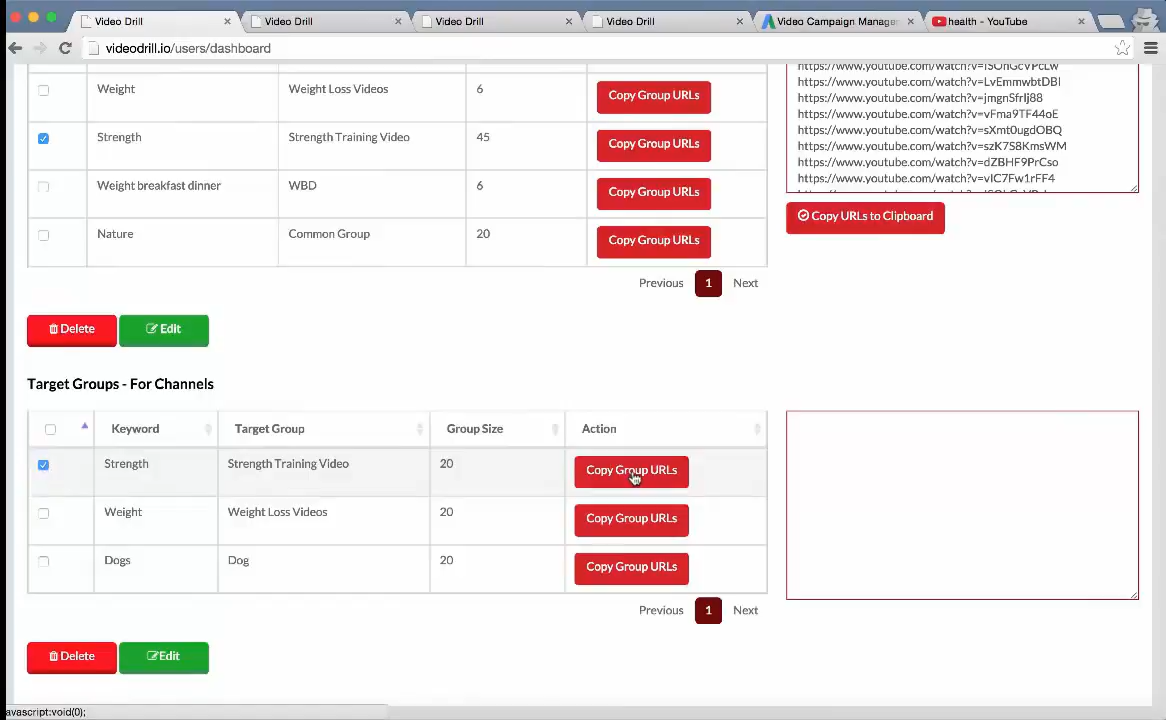 Video Drill
Video Drill
Video Drill
Video Drill
Video Campaign Manage
health - YouTube
videodrill.io/users/dashboard
Weight Weight Loss Videos 6 Copy Group URLs
Strength Strength Training Video 45 Copy Group URLs
Weight breakfast dinner WBD 6 Copy Group URLs
Nature Common Group 20 Copy Group URLs
Previous 1 Next
https://www.youtube.com/watch?v=LvEmmwbtDBI
https://www.youtube.com/watch?v=jmgnSfrIj88
https://www.youtube.com/watch?v=vFma9TF44oE
https://www.youtube.com/watch?v=sXmt0ugdOBQ
https://www.youtube.com/watch?v=szK7S8KmsWM
https://www.youtube.com/watch?v=dZBHF9PrCso
https://www.youtube.com/watch?v=vIC7Fw1rFF4
Copy URLs to Clipboard
Delete Edit
Target Groups - For Channels
Keyword Target Group Group Size Action
Strength Strength Training Video 20 Copy Group URLs
Weight Weight Loss Videos 20 Copy Group URLs
Dogs Dog 20 Copy Group URLs
Previous 1 Next
Delete Edit
avascript:void(0);